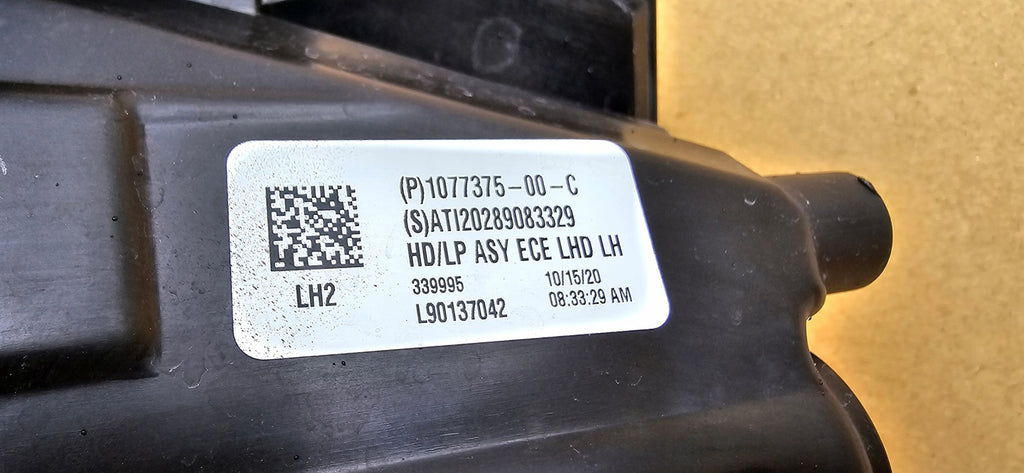 (P)1077375-00-C
(S)ATI20289083329
HD/LP ASY ECE LHD LH
339995 10/15/20
L90137042 08:33:29 AM
LH2